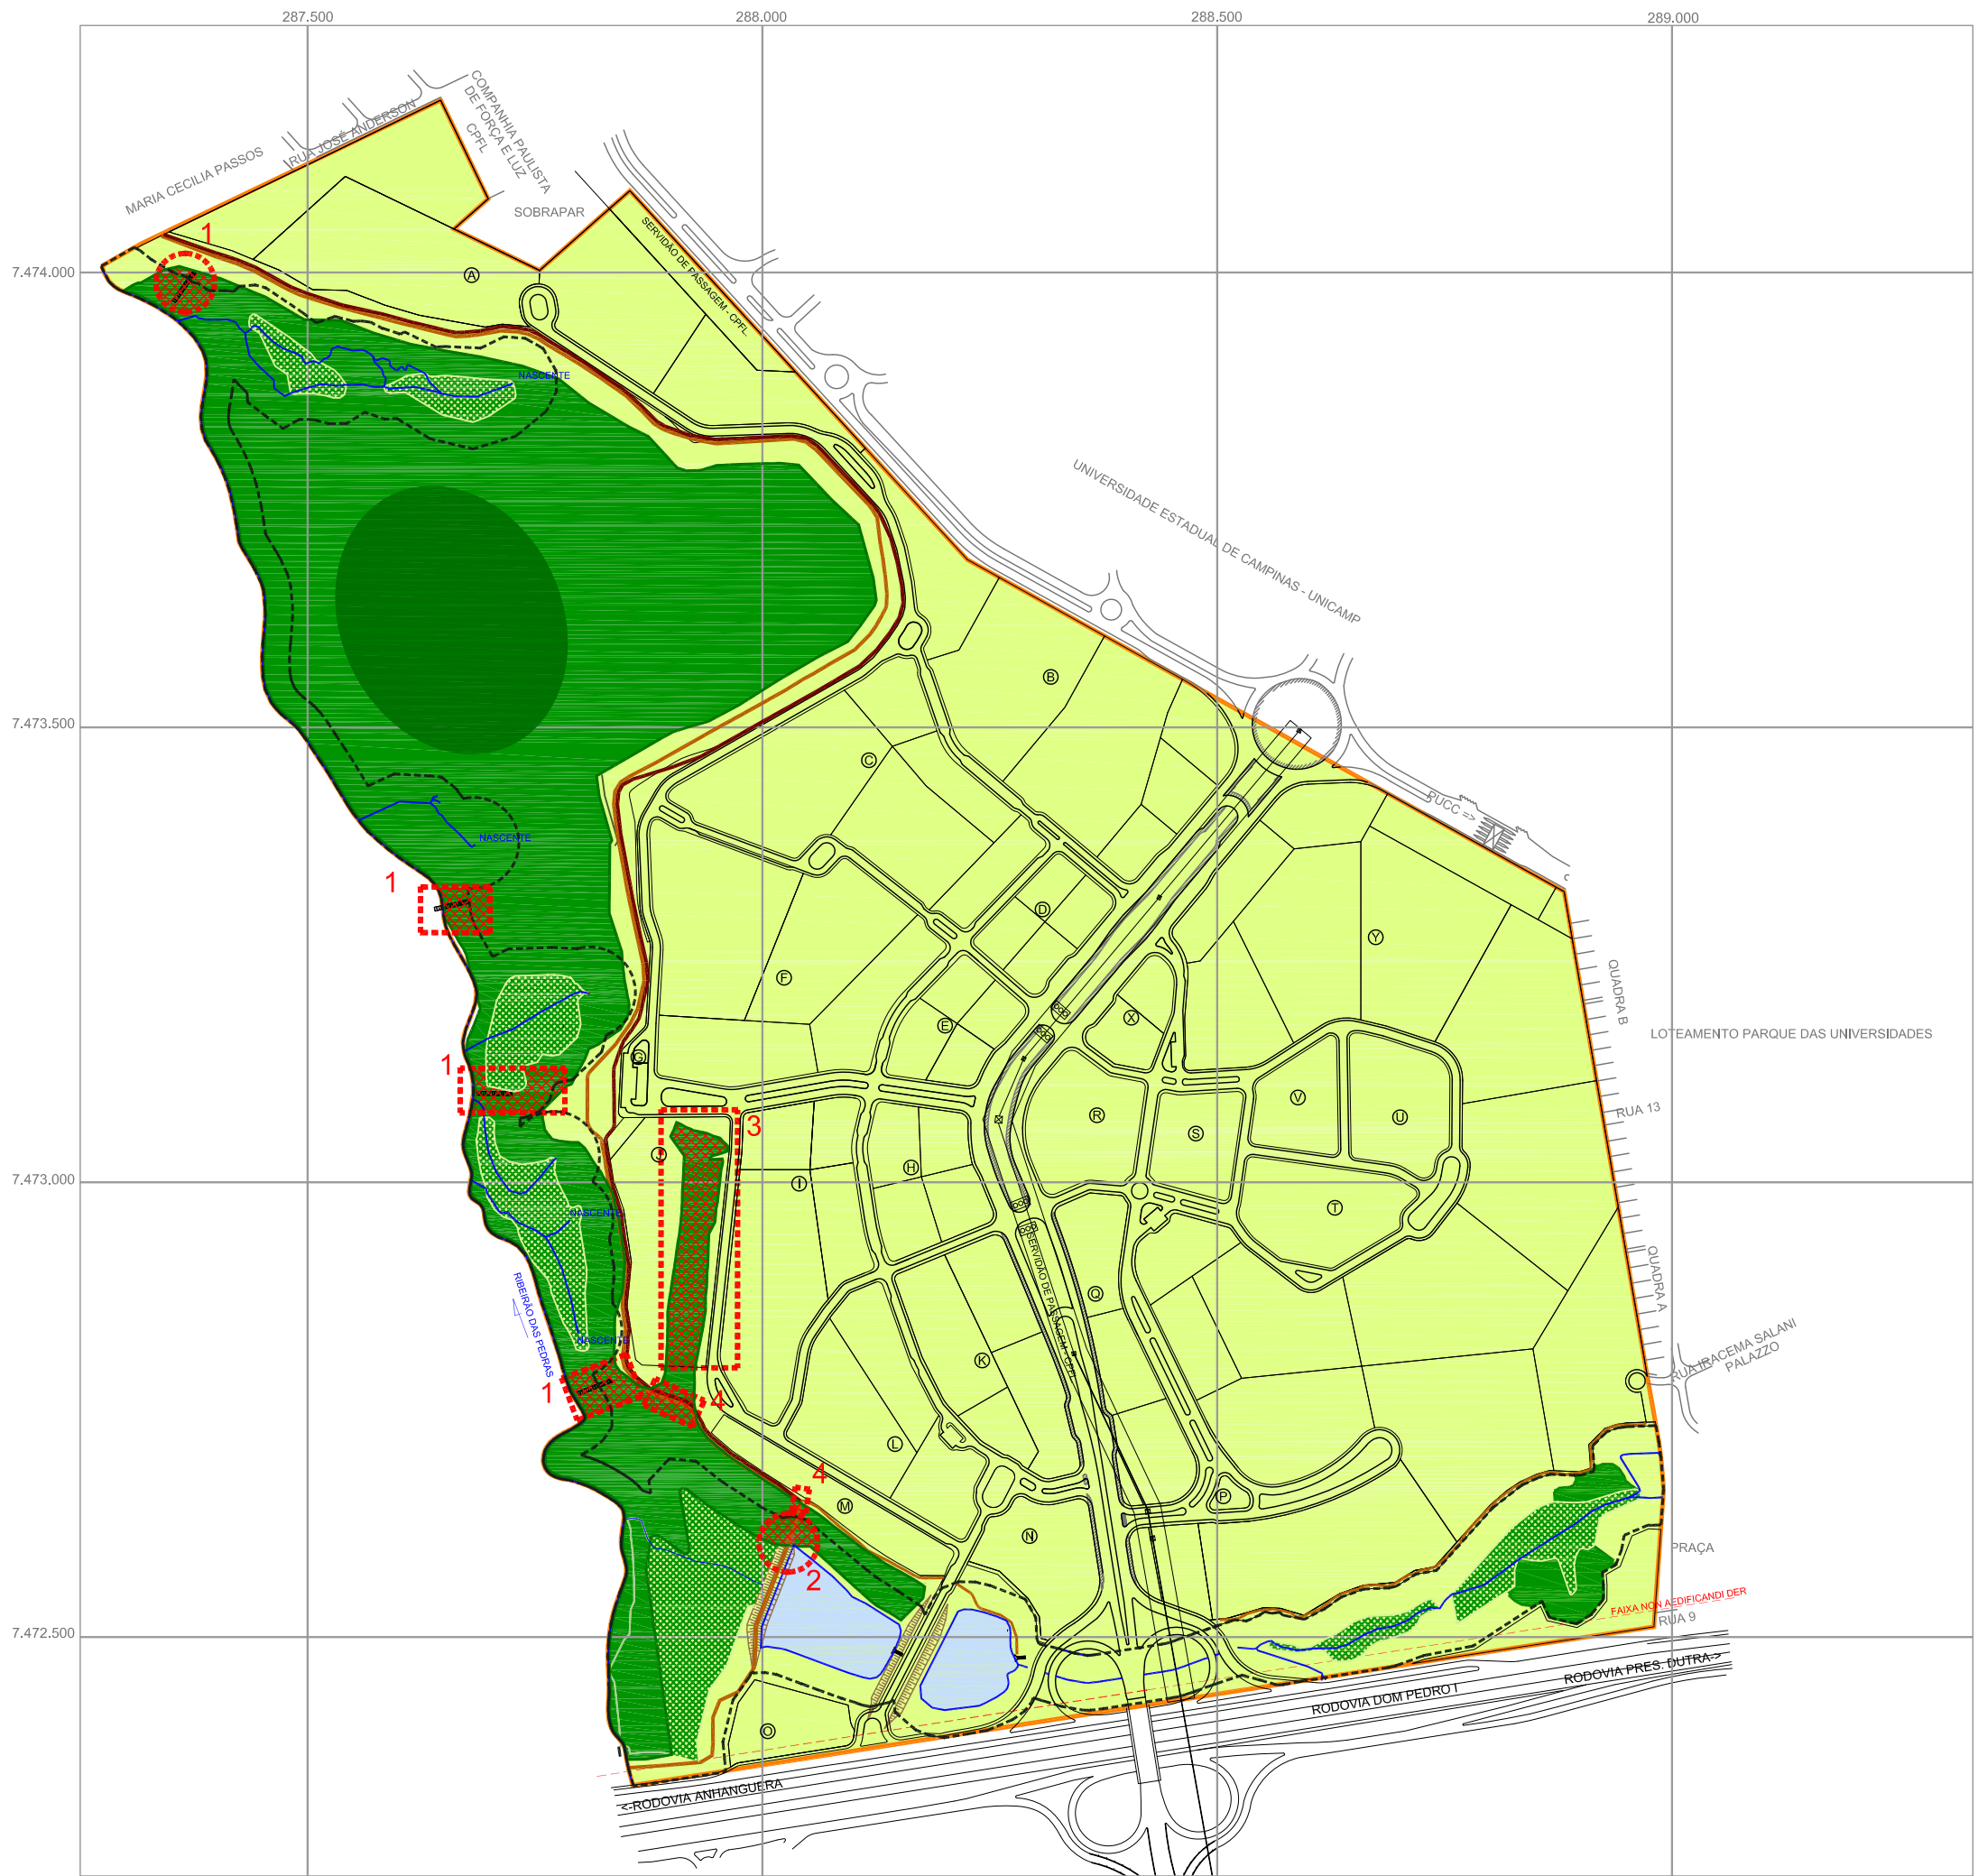 287.500
288.000
288.500
289.000
7.474.000
7.473.500
7.473.000
7.472.500
MARIA CECILIA PASSOS
RUA JOSÉ ANDERSON
COMPANHIA PAULISTA
DE FORÇA E LUZ
CPFL
SOBRAPAR
SERVIDÃO DE PASSAGEM - CPFL
1
A
NASCENTE
UNIVERSIDADE ESTADUAL DE CAMPINAS - UNICAMP
B
C
PUCC =>
NASCENTE
1
D
Y
F
QUADRA B
E
X
LOTEAMENTO PARQUE DAS UNIVERSIDADES
G
1
V
U
R
S
RUA 13
3
J
H
I
T
NASCENTE
SERVIDÃO DE PASSAGEM - CPFL
Q
QUADRA A
RIBEIRÃO DAS PEDRAS
NASCENTE
K
RUA IRACEMA SALANI
PALAZZO
1
4
L
4
M
P
N
2
PRAÇA
FAIXA NON AEDIFICANDI DER
RUA 9
O
RODOVIA PRES. DUTRA->
RODOVIA DOM PEDRO I
<-RODOVIA ANHANGUERA